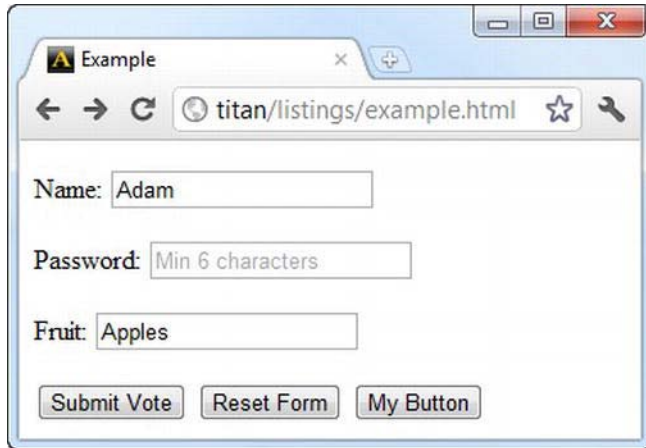 Example
titan/listings/example.html
Name: Adam
Password: Min 6 characters
Fruit: Apples
Submit Vote Reset Form My Button